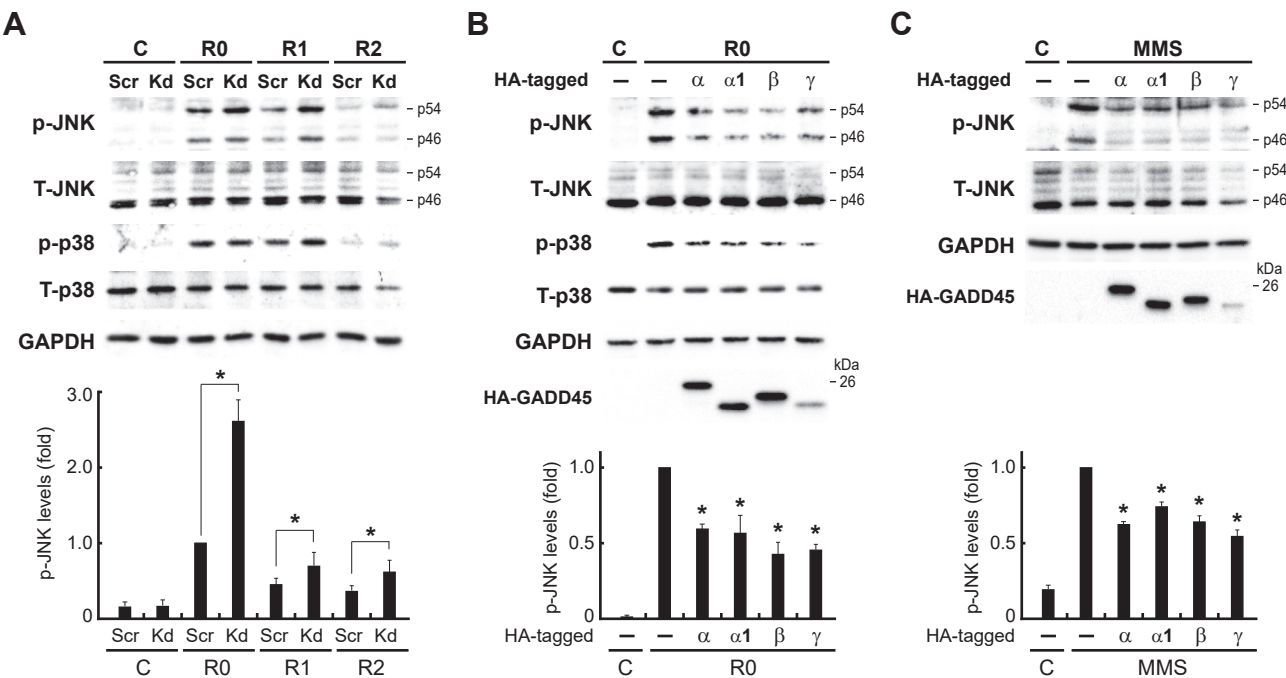 A
C R0 R1 R2
Scr Kd Scr Kd Scr Kd Scr Kd
p-JNK
- p54
- p46
T-JNK
- p54
- p46
p-p38
T-p38
GAPDH
p-JNK levels (fold)
3.0
2.0
1.0
0
* * *
Scr Kd Scr Kd Scr Kd Scr Kd
C R0 R1 R2
B
C R0
HA-tagged – – α α1 β γ
p-JNK
- p54
- p46
T-JNK
- p54
- p46
p-p38
T-p38
GAPDH
kDa
- 26
HA-GADD45
p-JNK levels (fold)
1.0
0.5
0
* * * *
HA-tagged – – α α1 β γ
C R0
C
C MMS
HA-tagged – – α α1 β γ
p-JNK
- p54
- p46
T-JNK
- p54
- p46
GAPDH
kDa
- 26
HA-GADD45
p-JNK levels (fold)
1.0
0.5
0
* * * *
HA-tagged – – α α1 β γ
C MMS